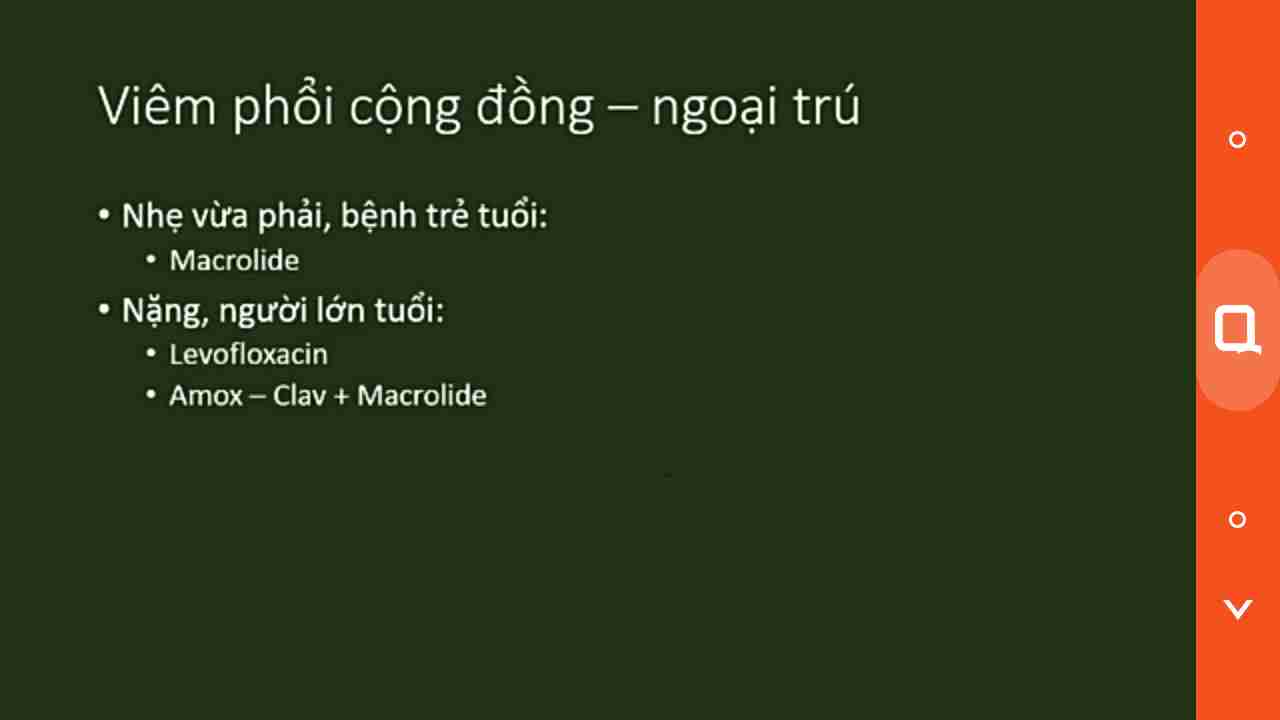 Viêm phổi cộng đồng – ngoại trú
• Nhẹ vừa phải, bệnh trẻ tuổi:
• Macrolide
• Nặng, người lớn tuổi:
• Levofloxacin
• Amox – Clav + Macrolide